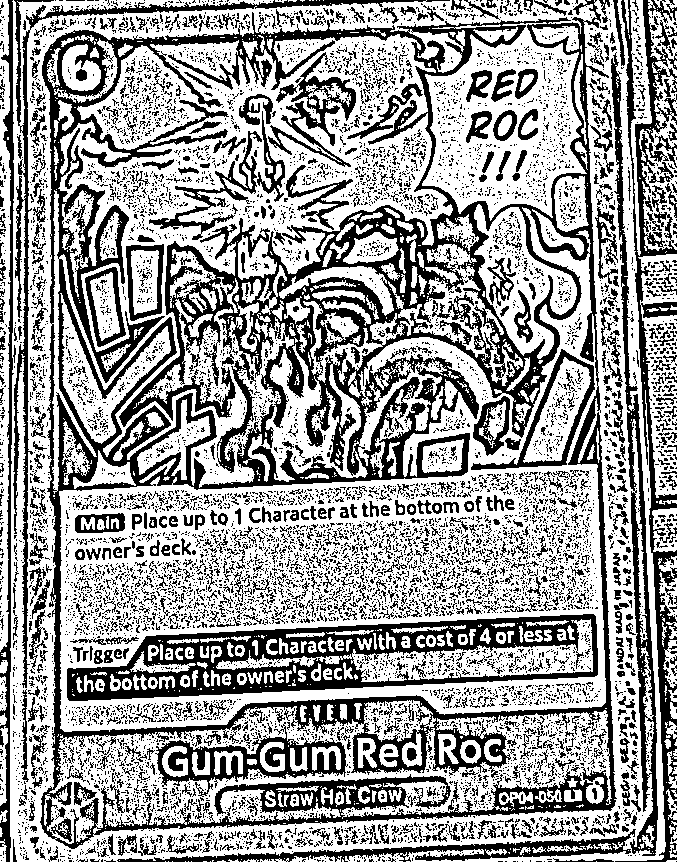 6
RED
ROC
!!!
Main Place up to 1 Character at the bottom of the
owner's deck.
Trigger Place up to 1 Character with a cost of 4 or less at
the bottom of the owner's deck.
EVENT
Gum-Gum Red Roc
Straw Hat Crew
1